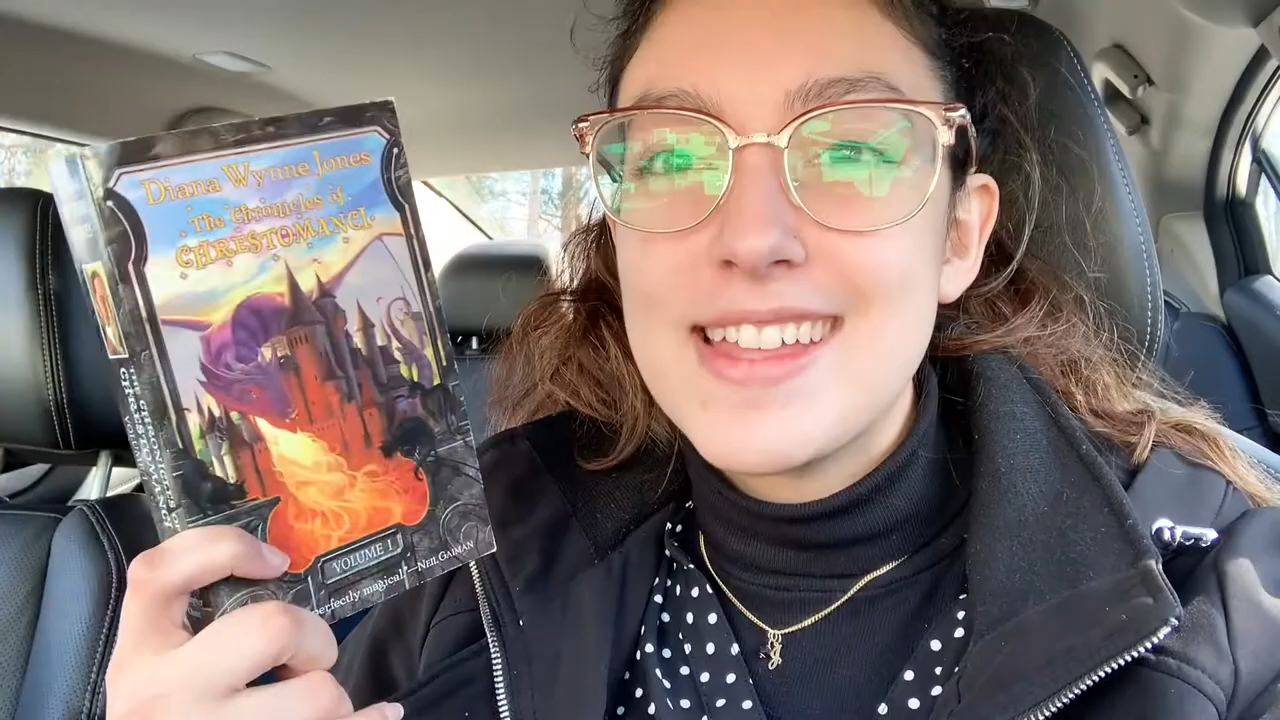 Diana Wynne Jones
The Chronicles of
CHRESTOMANCI
VOLUME I
perfectly magical!"—NEIL GAIMAN